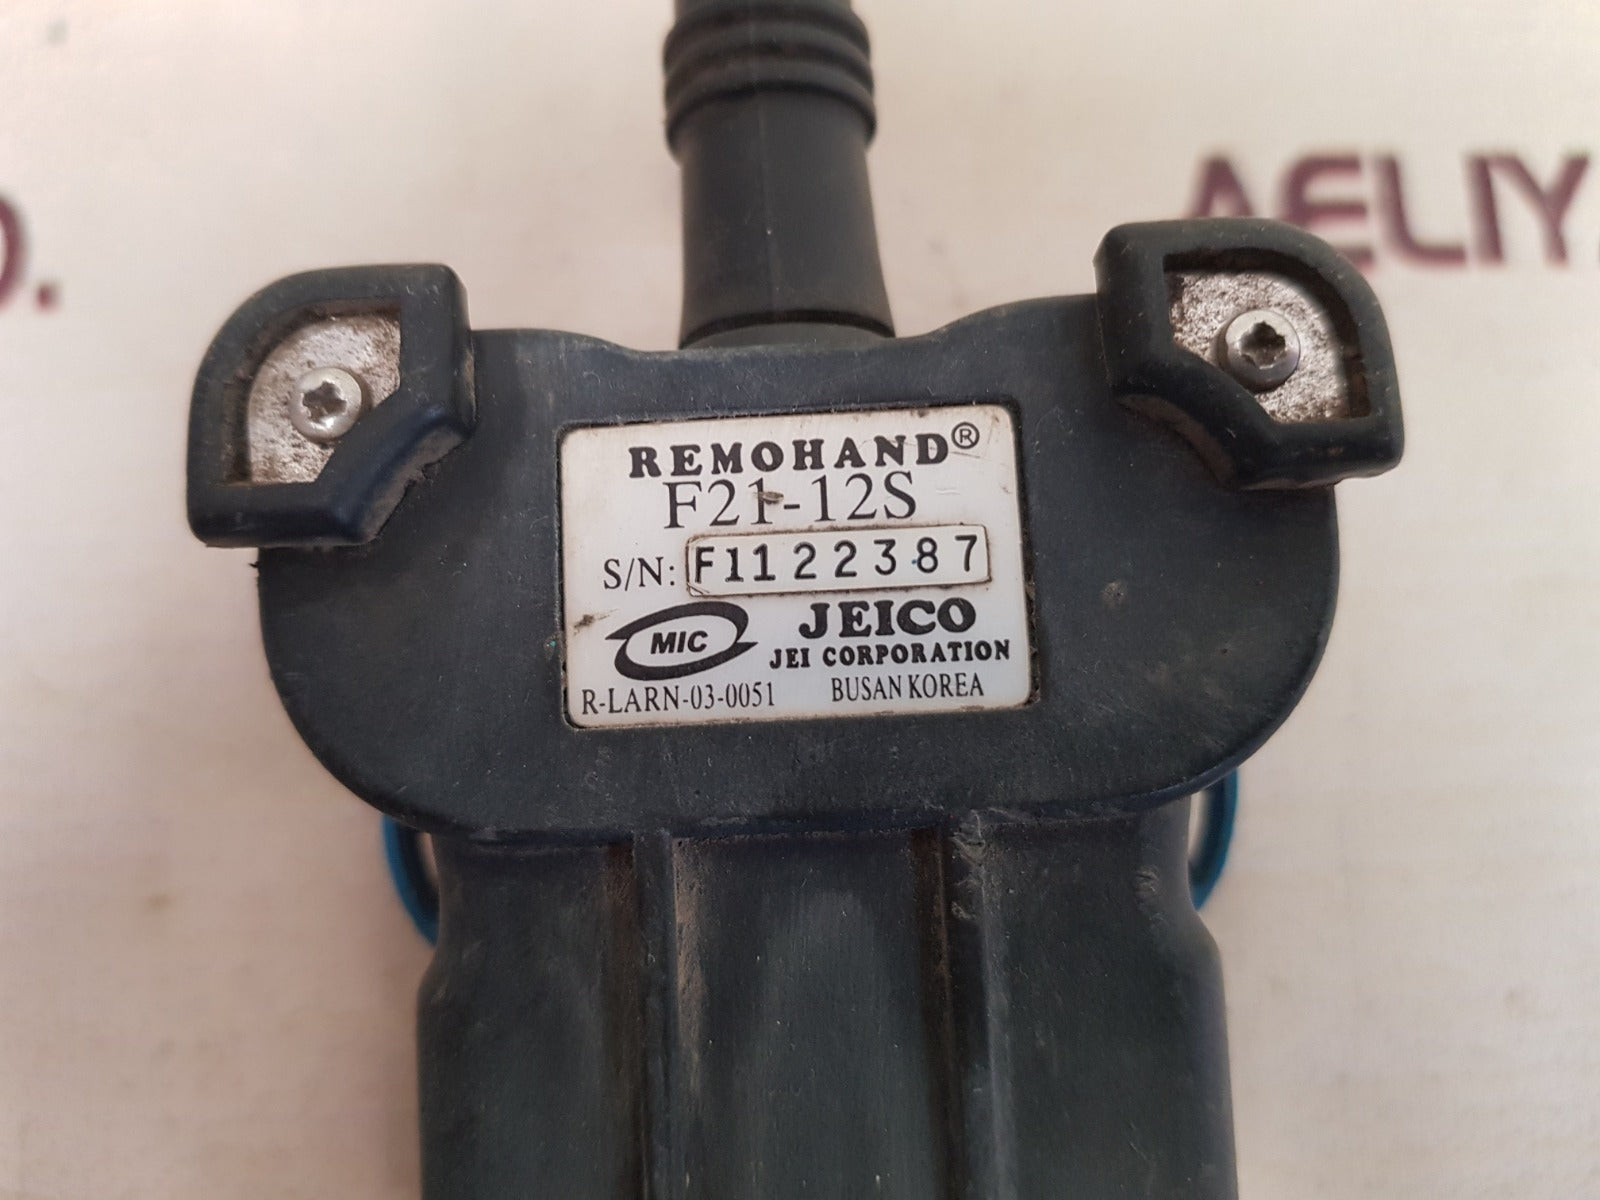 AELIY
O.
REMOHAND®
F21-12S
S/N: F1122387
MIC
JEICO
JEI CORPORATION
R-LARN-03-0051 BUSAN KOREA